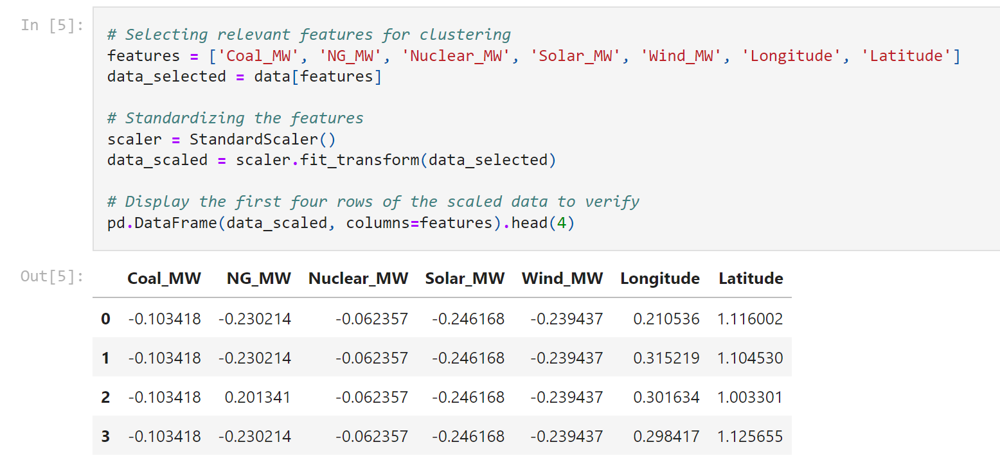 In [5]:
# Selecting relevant features for clustering
features = ['Coal_MW', 'NG_MW', 'Nuclear_MW', 'Solar_MW', 'Wind_MW', 'Longitude', 'Latitude']
data_selected = data[features]
# Standardizing the features
scaler = StandardScaler()
data_scaled = scaler.fit_transform(data_selected)
# Display the first four rows of the scaled data to verify
pd.DataFrame(data_scaled, columns=features).head(4)
Out[5]:
Coal_MW NG_MW Nuclear_MW Solar_MW Wind_MW Longitude Latitude
0 -0.103418 -0.230214 -0.062357 -0.246168 -0.239437 0.210536 1.116002
1 -0.103418 -0.230214 -0.062357 -0.246168 -0.239437 0.315219 1.104530
2 -0.103418 0.201341 -0.062357 -0.246168 -0.239437 0.301634 1.003301
3 -0.103418 -0.230214 -0.062357 -0.246168 -0.239437 0.298417 1.125655